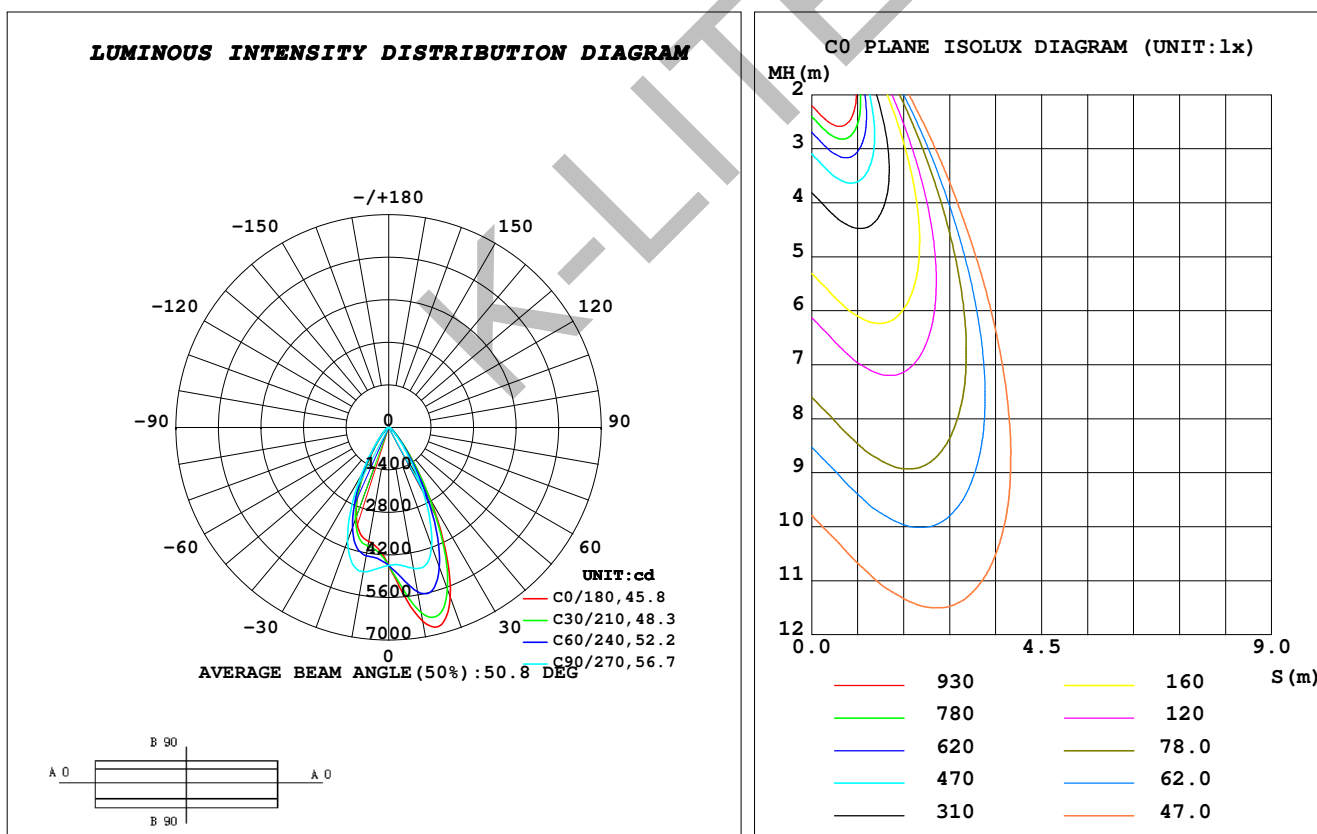 LUMINOUS INTENSITY DISTRIBUTION DIAGRAM
-/+180
-150
150
-120
120
-90
90
-60
60
-30
30
0
0
1400
2800
4200
5600
7000
UNIT:cd
C0/180,45.8
C30/210,48.3
C60/240,52.2
C90/270,56.7
AVERAGE BEAM ANGLE(50%):50.8 DEG
B 90
A 0
A 0
B 90
C0 PLANE ISOLUX DIAGRAM (UNIT:lx)
MH(m)
2
3
4
5
6
7
8
9
10
11
12
0.0
4.5
9.0
S(m)
930
160
780
120
620
78.0
470
62.0
310
47.0
K-LITE